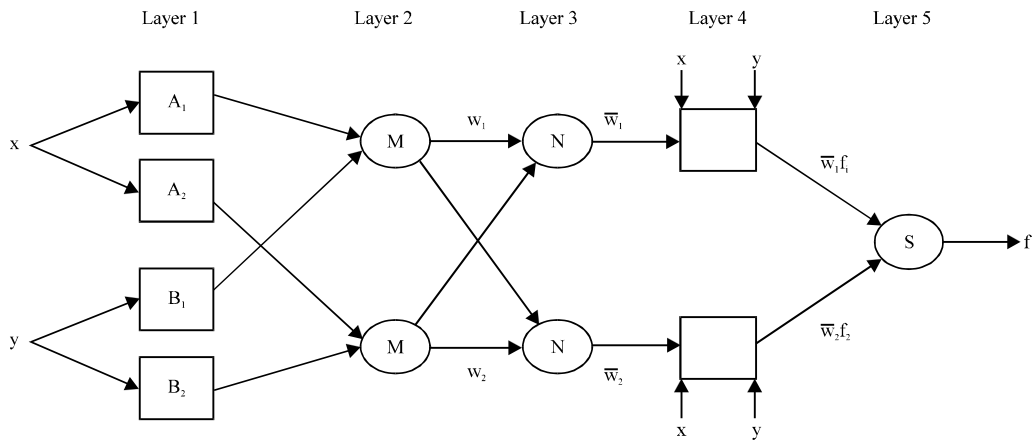 Layer 1 Layer 2 Layer 3 Layer 4 Layer 5
x y
A₁
w₁ w̅₁
x M N
w̅₁f₁
A₂
S f
B₁
y M N
w̅₂f₂
w₂ w̅₂
B₂
x y